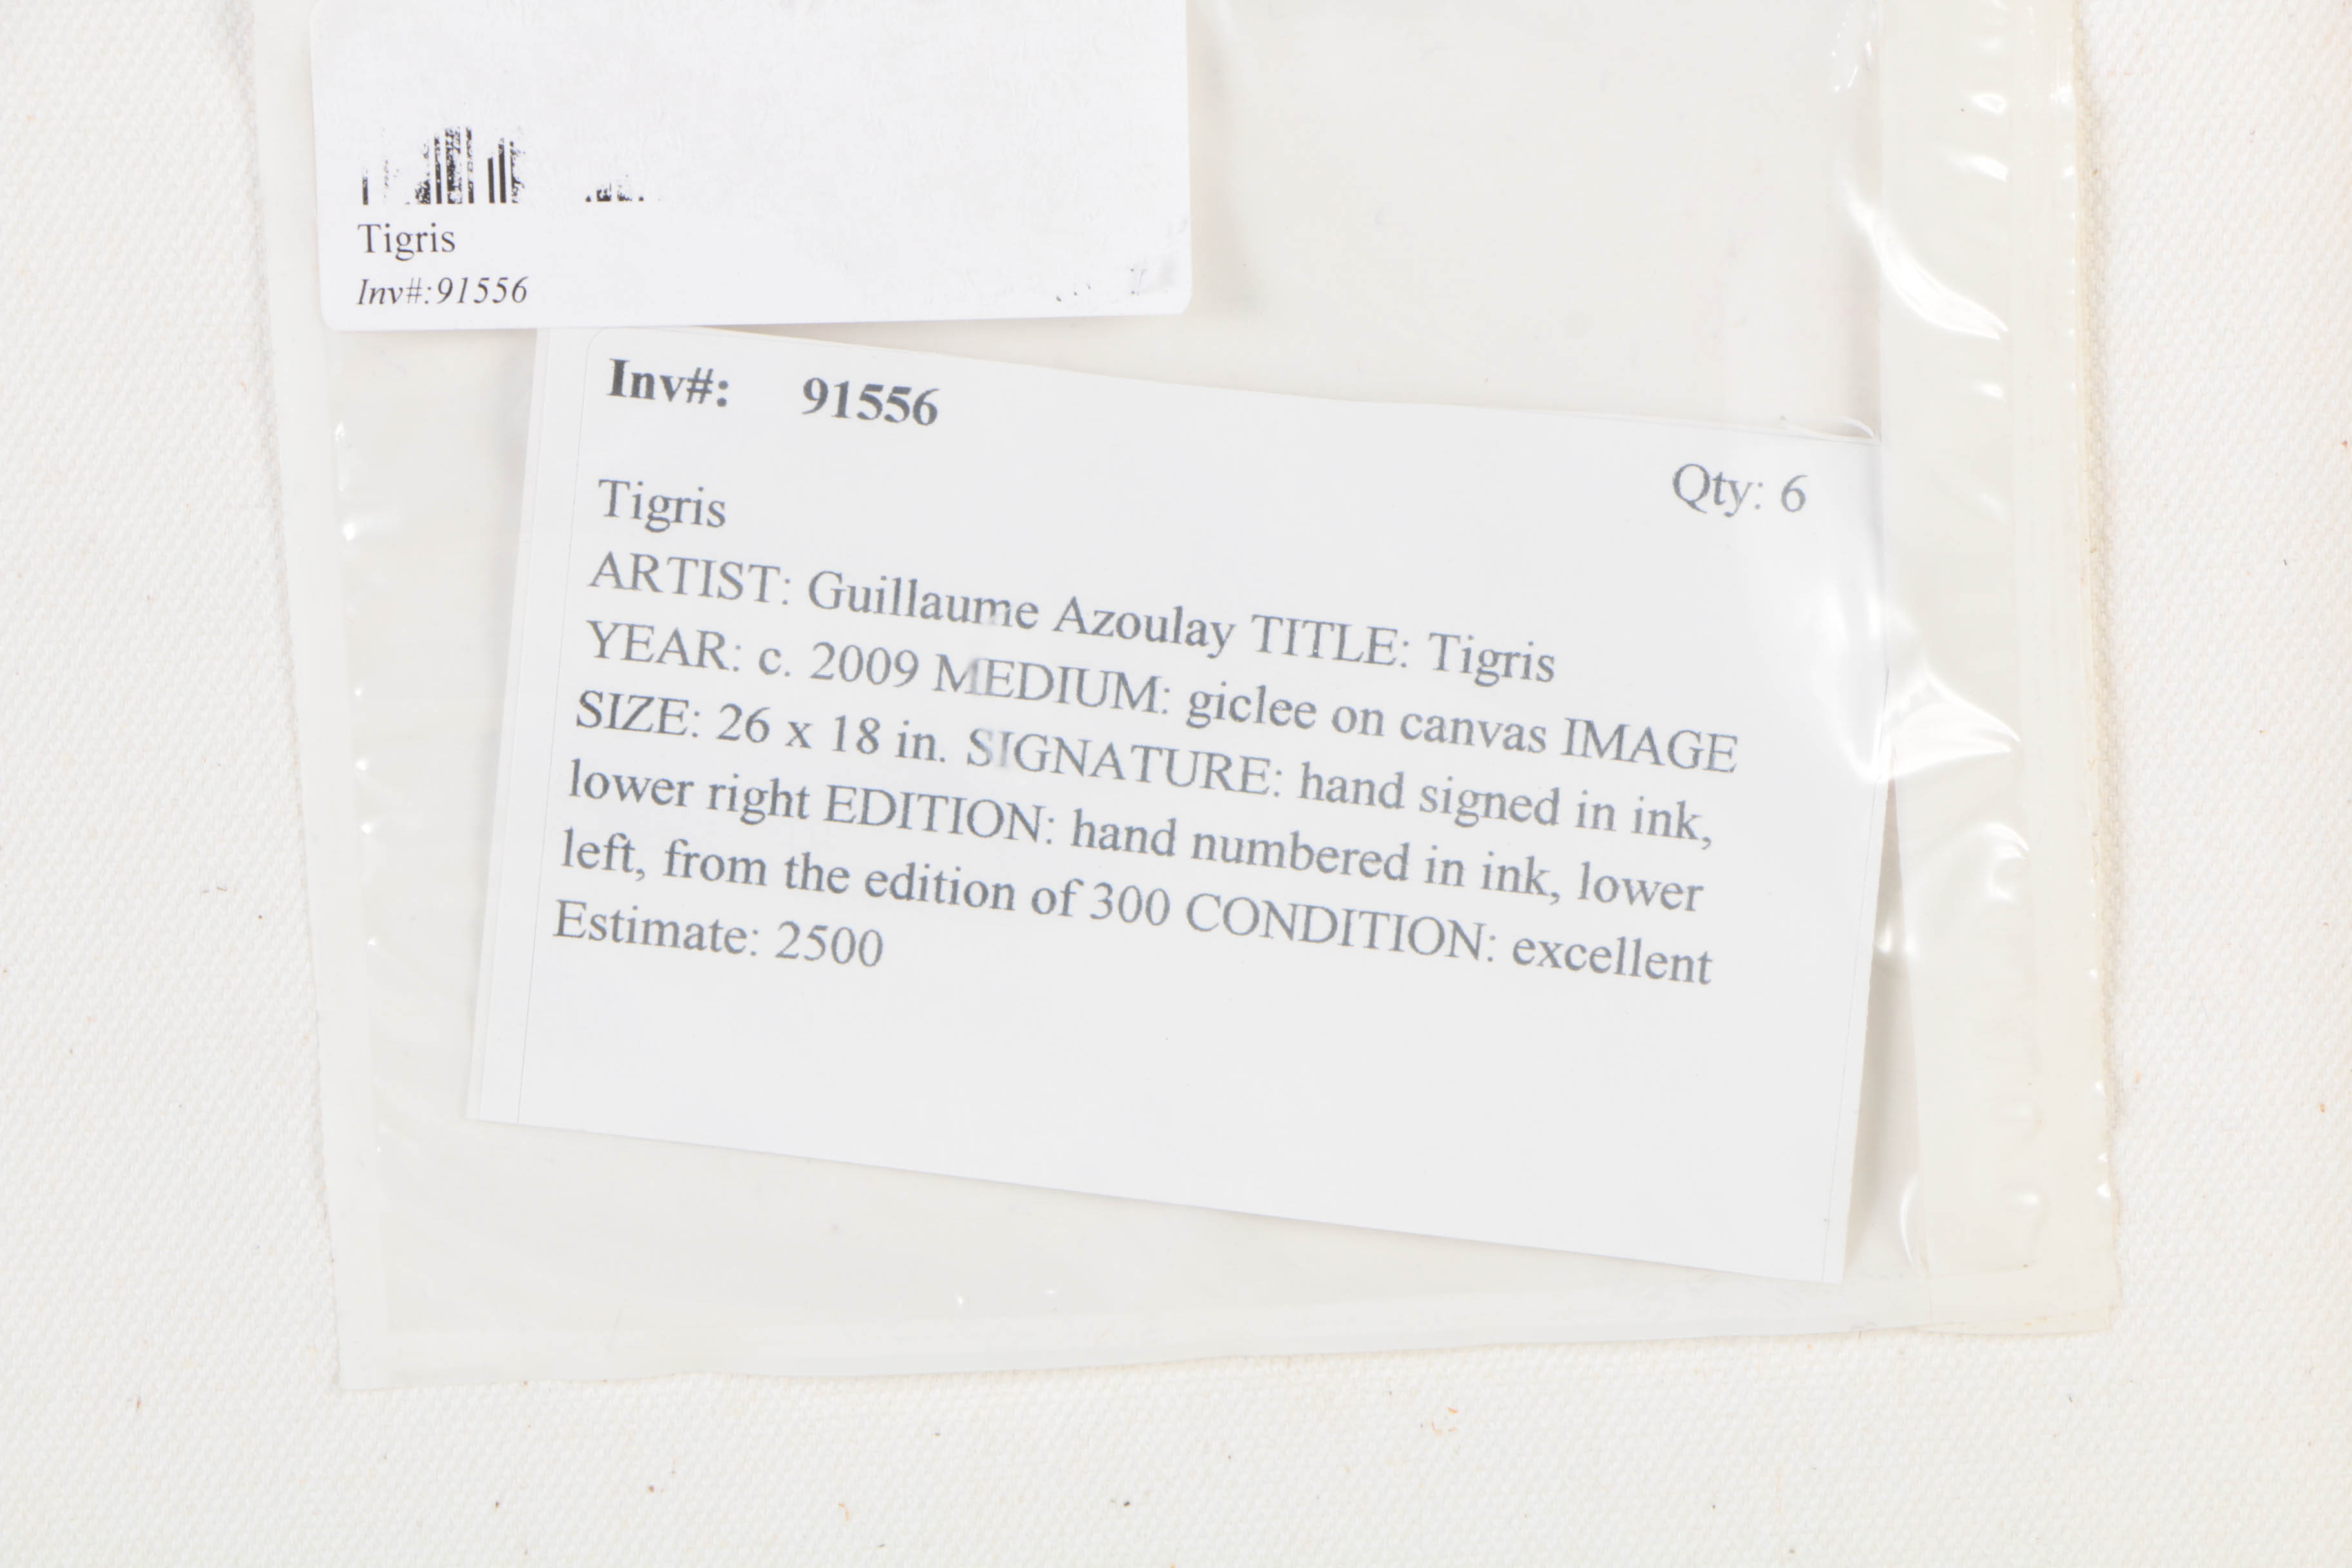 Tigris
Inv#:91556
Inv#: 91556
Qty: 6
Tigris
ARTIST: Guillaume Azoulay TITLE: Tigris
YEAR: c. 2009 MEDIUM: giclee on canvas IMAGE
SIZE: 26 x 18 in. SIGNATURE: hand signed in ink,
lower right EDITION: hand numbered in ink, lower
left, from the edition of 300 CONDITION: excellent
Estimate: 2500